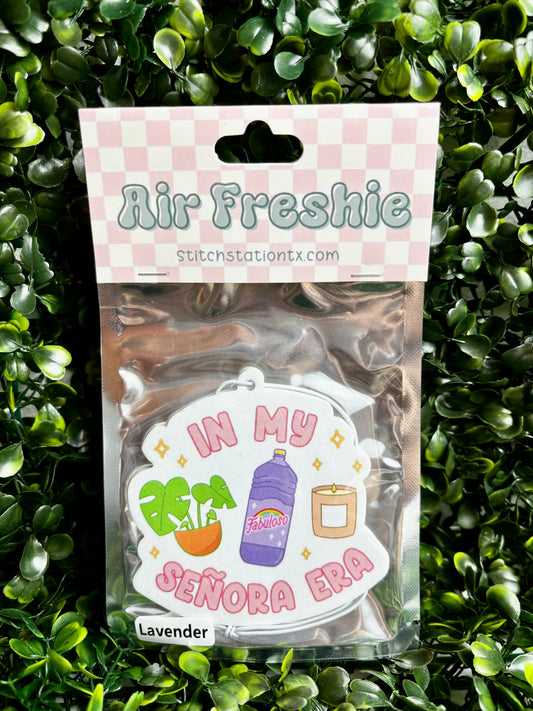 Air Freshie
Stitchstationtx.com
IN MY
Fabuloso
SEÑORA ERA
Lavender